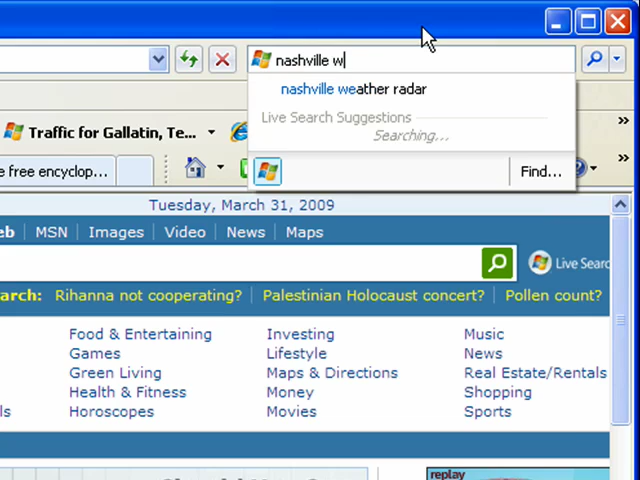 nashville w
nashville weather radar
Live Search Suggestions
Searching...
Traffic for Gallatin, Te...
e free encyclop...
Find...
Tuesday, March 31, 2009
eb MSN Images Video News Maps
Live Searc
arch: Rihanna not cooperating? Palestinian Holocaust concert? Pollen count?
Food & Entertaining Investing Music
Games Lifestyle News
Green Living Maps & Directions Real Estate/Rentals
Health & Fitness Money Shopping
ls Horoscopes Movies Sports
replay